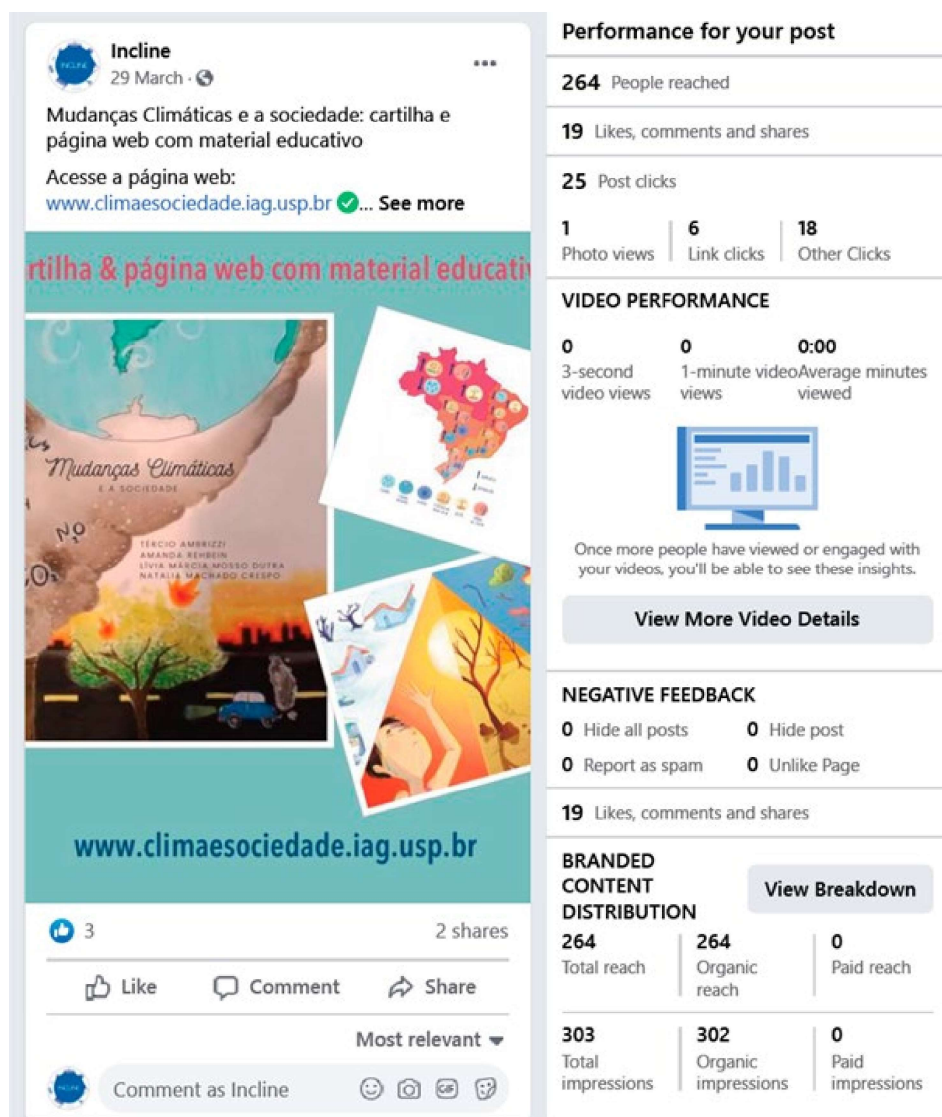 Incline
29 March
Mudanças Climáticas e a sociedade: cartilha e
página web com material educativo
Acesse a página web:
www.climaesociedade.iag.usp.br ... See more
rtilha & página web com material educati
Mudanças Climáticas
E A SOCIEDADE
TÉRCIO AMBRIZZI
AMANDA REHBEIN
LÍVIA MÁRCIA MOSSO DUTRA
NATALIA MACHADO CRESPO
www.climaesociedade.iag.usp.br
3 2 shares
Like Comment Share
Most relevant
INCLINE
Comment as Incline GIF
Performance for your post
264 People reached
19 Likes, comments and shares
25 Post clicks
1 6 18
Photo views Link clicks Other Clicks
VIDEO PERFORMANCE
0 0 0:00
3-second 1-minute video Average minutes
video views views viewed
Once more people have viewed or engaged with
your videos, you'll be able to see these insights.
View More Video Details
NEGATIVE FEEDBACK
0 Hide all posts 0 Hide post
0 Report as spam 0 Unlike Page
19 Likes, comments and shares
BRANDED
CONTENT
DISTRIBUTION
View Breakdown
264 264 0
Total reach Organic Paid reach
reach
303 302 0
Total Organic Paid
impressions impressions impressions